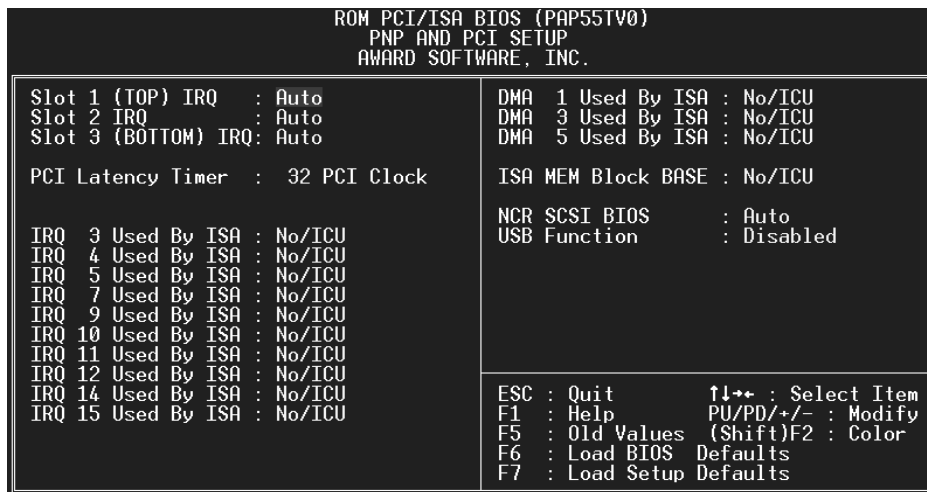 ROM PCI/ISA BIOS (PAP55TV0)
PNP AND PCI SETUP
AWARD SOFTWARE, INC.
Slot 1 (TOP) IRQ : Auto
Slot 2 IRQ : Auto
Slot 3 (BOTTOM) IRQ: Auto
PCI Latency Timer : 32 PCI Clock
IRQ 3 Used By ISA : No/ICU
IRQ 4 Used By ISA : No/ICU
IRQ 5 Used By ISA : No/ICU
IRQ 7 Used By ISA : No/ICU
IRQ 9 Used By ISA : No/ICU
IRQ 10 Used By ISA : No/ICU
IRQ 11 Used By ISA : No/ICU
IRQ 12 Used By ISA : No/ICU
IRQ 14 Used By ISA : No/ICU
IRQ 15 Used By ISA : No/ICU
DMA 1 Used By ISA : No/ICU
DMA 3 Used By ISA : No/ICU
DMA 5 Used By ISA : No/ICU
ISA MEM Block BASE : No/ICU
NCR SCSI BIOS : Auto
USB Function : Disabled
ESC : Quit ↑↓→← : Select Item
F1 : Help PU/PD/+/- : Modify
F5 : Old Values (Shift)F2 : Color
F6 : Load BIOS Defaults
F7 : Load Setup Defaults